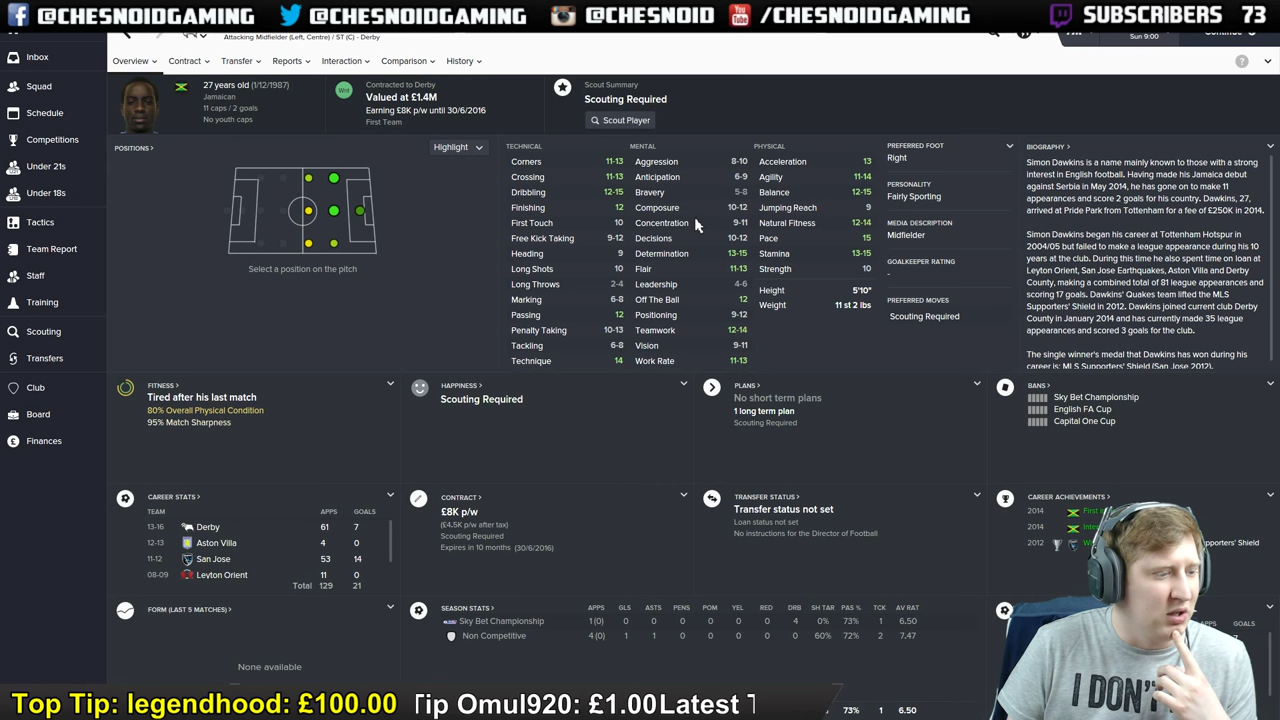 @CHESNOIDGAMING @CHESNOIDGAMING @CHESNOID /CHESNOIDGAMING SUBSCRIBERS 73
Attacking Midfielder (Left, Centre) / ST (C) - Derby
Sun 9:00
Continue
Overview Contract Transfer Reports Interaction Comparison History
Inbox
Squad
Schedule
Competitions
Under 21s
Under 18s
Tactics
Team Report
Staff
Training
Scouting
Transfers
Club
Board
Finances
27 years old (1/12/1987)
Jamaican
11 caps / 2 goals
No youth caps
Wnt
Contracted to Derby
Valued at £1.4M
Earning £8K p/w until 30/6/2016
First Team
Scout Summary
Scouting Required
Scout Player
POSITIONS >
Highlight
Select a position on the pitch
TECHNICAL
Corners 11-13
Crossing 11-13
Dribbling 12-15
Finishing 12
First Touch 10
Free Kick Taking 9-12
Heading 9
Long Shots 10
Long Throws 2-4
Marking 6-8
Passing 12
Penalty Taking 10-13
Tackling 6-8
Technique 14
MENTAL
Aggression 8-10
Anticipation 6-9
Bravery 5-8
Composure 10-12
Concentration 9-11
Decisions 10-12
Determination 13-15
Flair 11-13
Leadership 4-6
Off The Ball 12
Positioning 9-12
Teamwork 12-14
Vision 9-11
Work Rate 11-13
PHYSICAL
Acceleration 13
Agility 11-14
Balance 12-15
Jumping Reach 9
Natural Fitness 12-14
Pace 15
Stamina 13-15
Strength 10
Height 5'10"
Weight 11 st 2 lbs
PREFERRED FOOT
Right
PERSONALITY
Fairly Sporting
MEDIA DESCRIPTION
Midfielder
GOALKEEPER RATING
-
PREFERRED MOVES
Scouting Required
BIOGRAPHY >
Simon Dawkins is a name mainly known to those with a strong
interest in English football. Having made his Jamaica debut
against Serbia in May 2014, he has gone on to make 11
appearances and score 2 goals for his country. Dawkins, 27,
arrived at Pride Park from Tottenham for a fee of £250K in 2014.
Dawkins began his career at Tottenham Hotspur in
2004/05 but failed to make a league appearance during his 10
years at the club. During this time he also spent time on loan at
Leyton Orient, San Jose Earthquakes, Aston Villa and Derby
County, making a combined total of 81 league appearances and
scoring 17 goals. Dawkins' Quakes team lifted the MLS
Supporters' Shield in 2012. Dawkins joined current club Derby
County in January 2014 and has currently made 35 league
appearances and scored 3 goals for the club.
The single winner's medal that Dawkins has won during his
career is: MLS Supporters' Shield (San Jose 2012).
FITNESS >
Tired after his last match
80% Overall Physical Condition
95% Match Sharpness
HAPPINESS >
Scouting Required
PLANS >
No short term plans
1 long term plan
Scouting Required
BANS >
Sky Bet Championship
English FA Cup
Capital One Cup
CAREER STATS >
TEAM APPS GOALS
13-16 Derby 61 7
12-13 Aston Villa 4 0
11-12 San Jose 53 14
08-09 Leyton Orient 11 0
Total 129 21
CONTRACT >
£8K p/w
(£4.5K p/w after tax)
Scouting Required
Expires in 10 months (30/6/2016)
TRANSFER STATUS >
Transfer status not set
Loan status not set
No instructions for the Director of Football
CAREER ACHIEVEMENTS >
2014 First
2014
2012 Supporters' Shield
FORM (LAST 5 MATCHES) >
None available
SEASON STATS > APPS GLS ASTS PENS POM YEL RED DRB SH TAR PAS % TCK AV RAT
Sky Bet Championship 1 (0) 0 0 0 0 0 0 4 0% 73% 1 6.50
Non Competitive 4 (0) 1 1 0 0 0 0 0 60% 72% 2 7.47
73% 1 6.50
APPS GOALS
I DON'T
Top Tip: legendhood: £100.00 Tip Omul920: £1.00Latest